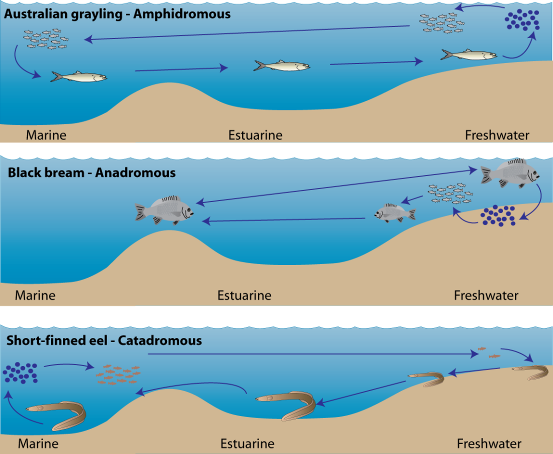 Australian grayling - Amphidromous
Marine Estuarine Freshwater
Black bream - Anadromous
Marine Estuarine Freshwater
Short-finned eel - Catadromous
Marine Estuarine Freshwater